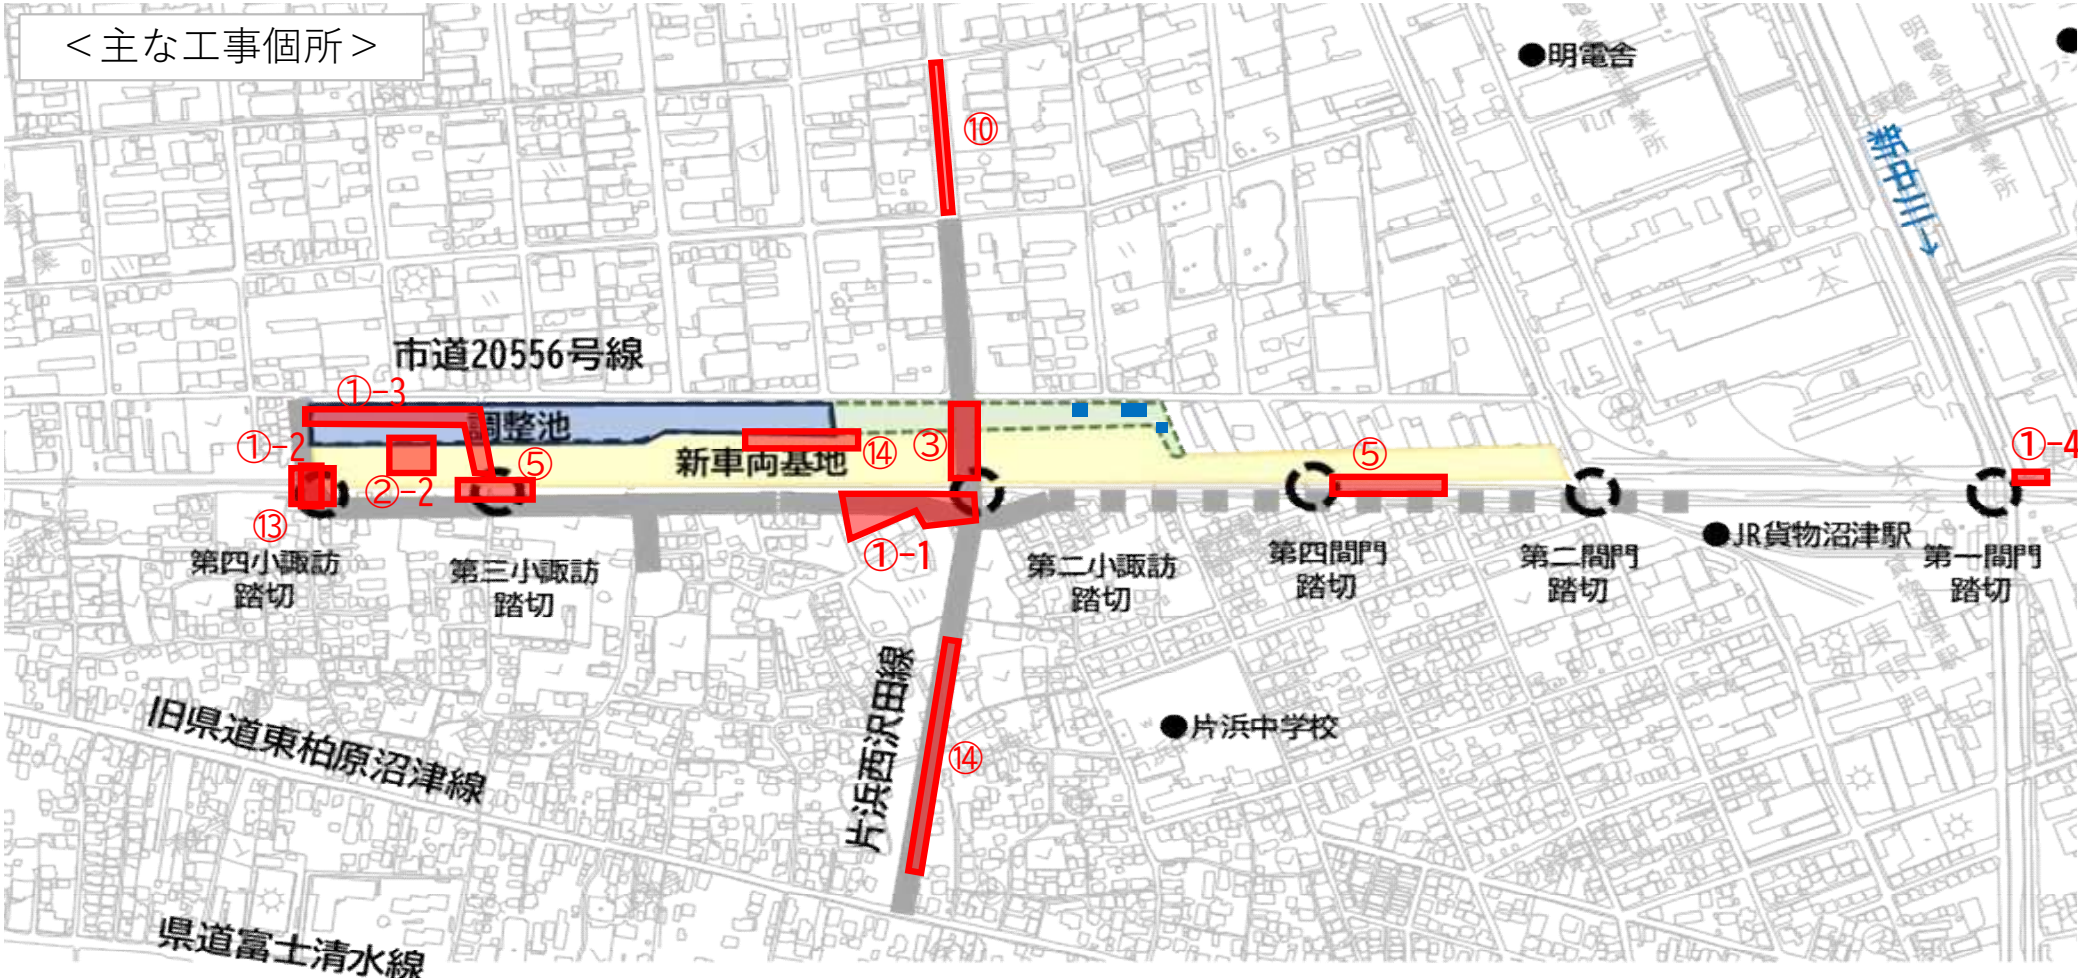 ＜主な工事個所＞
●明電舎
⑩
6.5
新中川
市道20556号線
7.5
①-3
①-2
調整池
⑭
③
⑤
⑤
①-4
新車両基地
②-2
⑬
①-1
●JR貨物沼津駅
第四小諏訪
踏切
第三小諏訪
踏切
第二小諏訪
踏切
第四間門
踏切
第二間門
踏切
第一間門
踏切
片浜西沢田線
⑭
●片浜中学校
旧県道東柏原沼津線
県道富士清水線